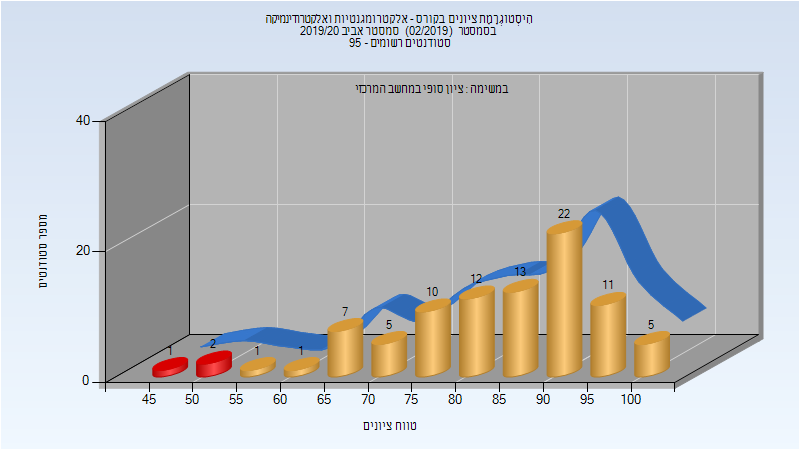 הִיסְטוֹגְרָמַת ציונים בקורס - אלקטרומגנטיות ואלקטרודינמיקה
בסמסטר (02/2019) סמסטר אביב 2019/20
סטודנטים רשומים - 95
במשימה : ציון סופי במחשב המרכזי
מספר סטודנטים
40
20
0
1
2
1
1
7
5
10
12
13
22
11
5
45 50 55 60 65 70 75 80 85 90 95 100
טווח ציונים